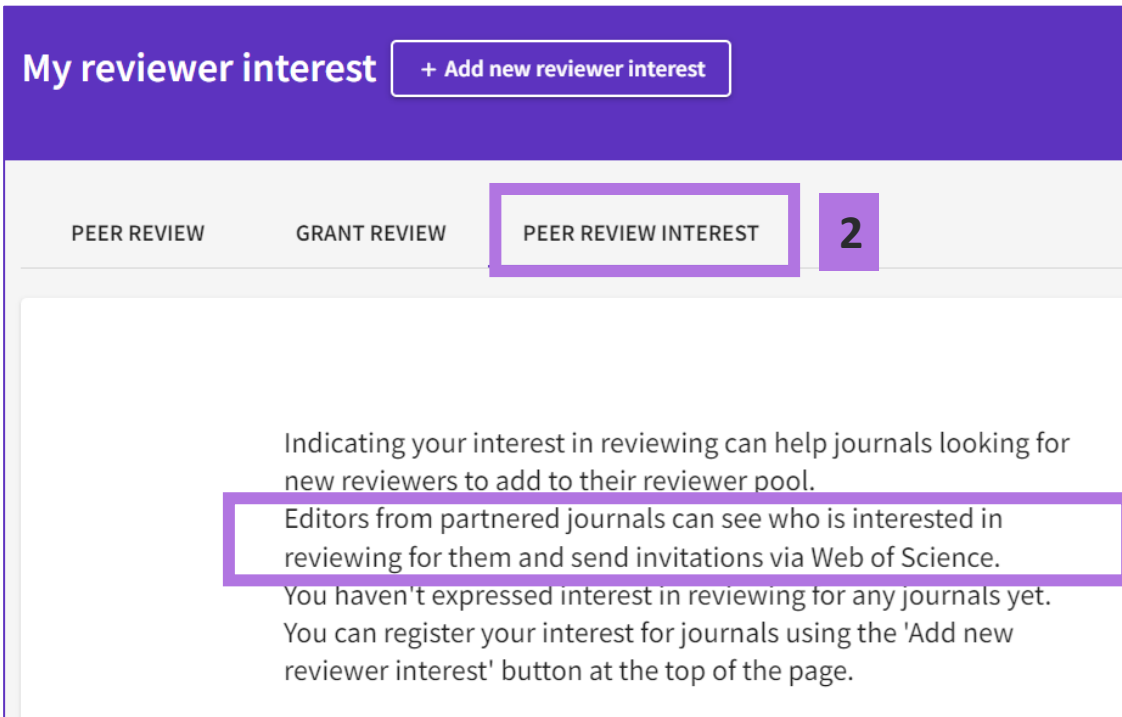 My reviewer interest + Add new reviewer interest
PEER REVIEW GRANT REVIEW PEER REVIEW INTEREST 2
Indicating your interest in reviewing can help journals looking for
new reviewers to add to their reviewer pool.
Editors from partnered journals can see who is interested in
reviewing for them and send invitations via Web of Science.
You haven't expressed interest in reviewing for any journals yet.
You can register your interest for journals using the 'Add new
reviewer interest' button at the top of the page.